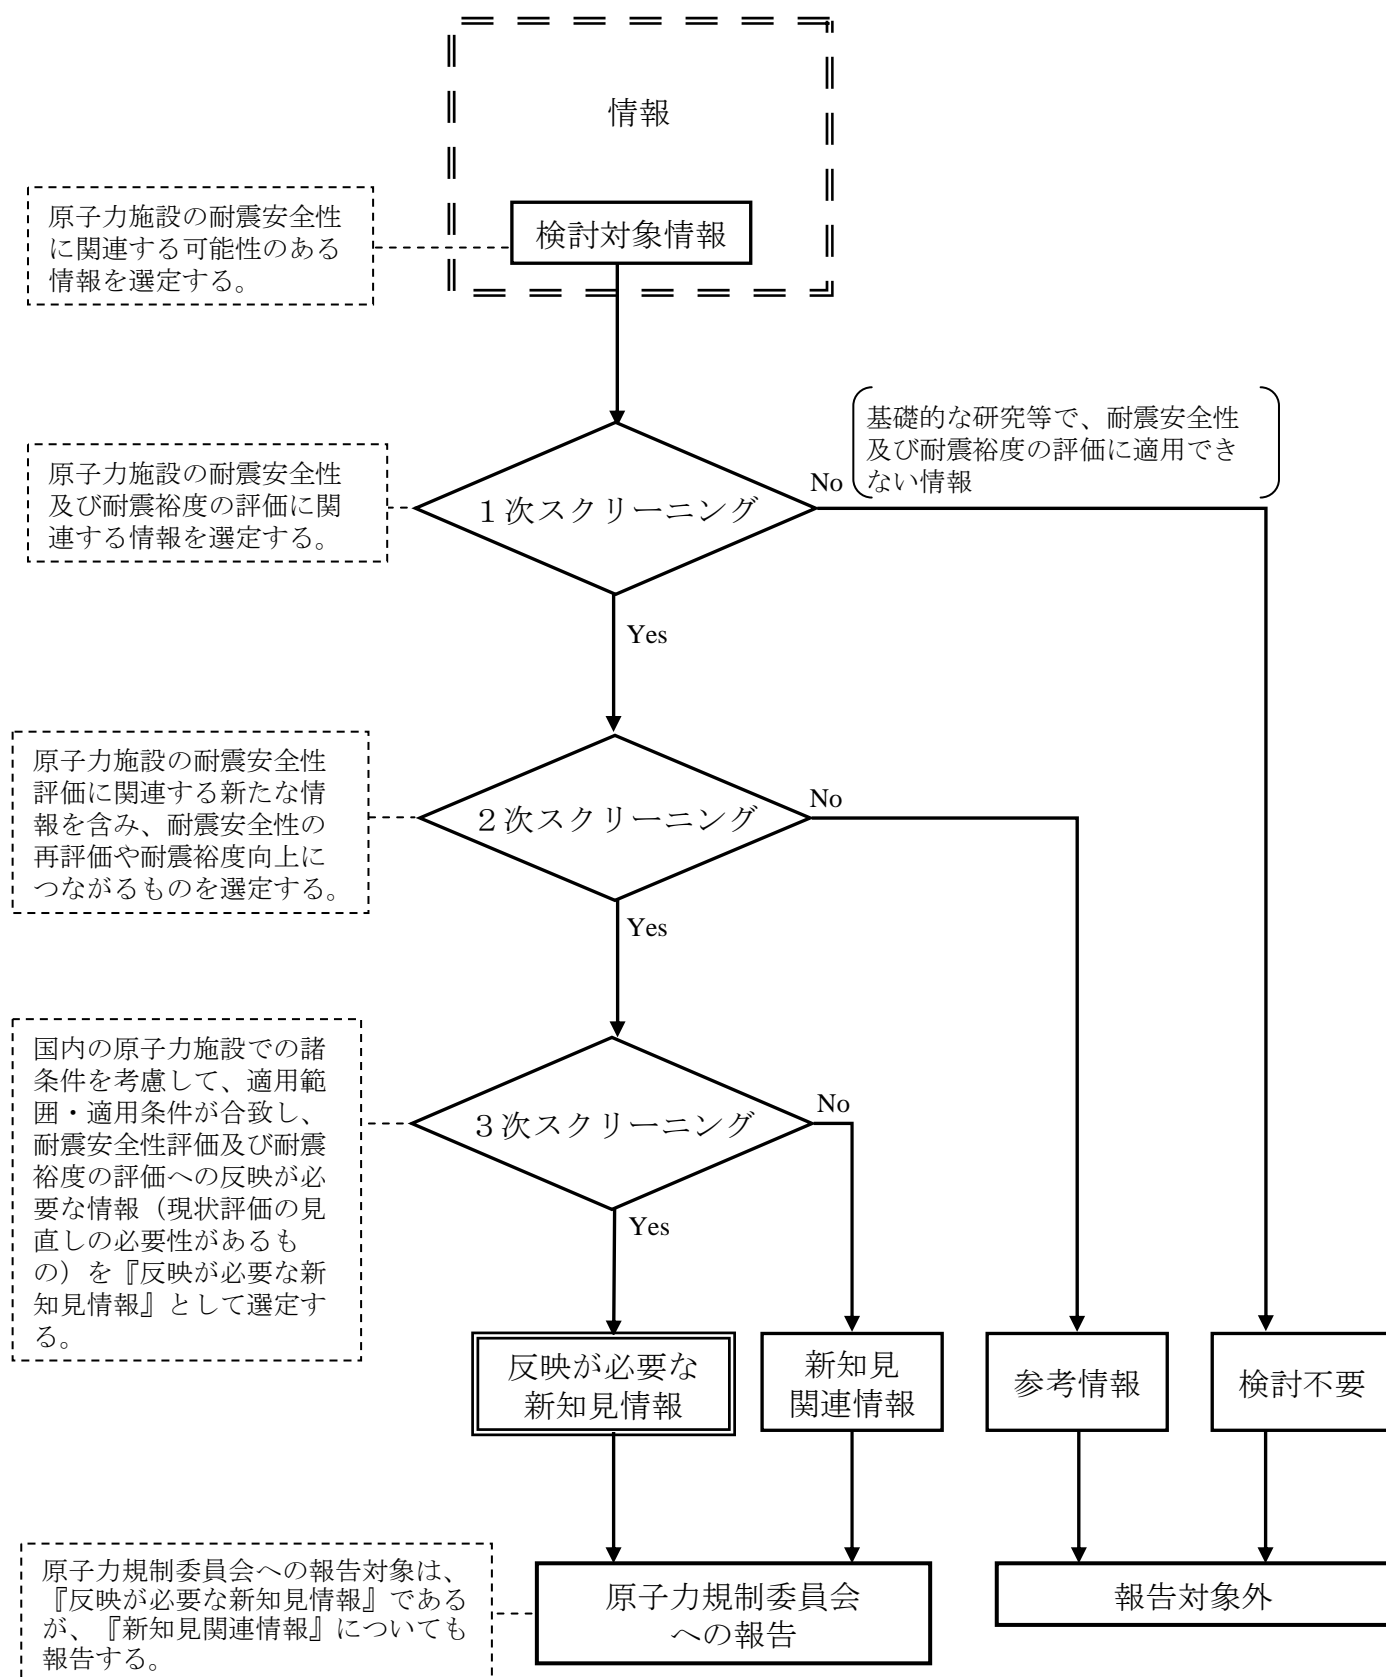 情報
検討対象情報
原子力施設の耐震安全性
に関連する可能性のある
情報を選定する。
基礎的な研究等で、耐震安全性
及び耐震裕度の評価に適用でき
ない情報
原子力施設の耐震安全性
及び耐震裕度の評価に関
連する情報を選定する。
１次スクリーニング
No
Yes
原子力施設の耐震安全性
評価に関連する新たな情
報を含み、耐震安全性の
再評価や耐震裕度向上に
つながるものを選定する。
２次スクリーニング
No
Yes
国内の原子力施設での諸
条件を考慮して、適用範
囲・適用条件が合致し、
耐震安全性評価及び耐震
裕度の評価への反映が必
要な情報（現状評価の見
直しの必要性があるも
の）を『反映が必要な新
知見情報』として選定す
る。
３次スクリーニング
No
Yes
反映が必要な
新知見情報
新知見
関連情報
参考情報
検討不要
原子力規制委員会への報告対象は、
『反映が必要な新知見情報』である
が、『新知見関連情報』についても
報告する。
原子力規制委員会
への報告
報告対象外